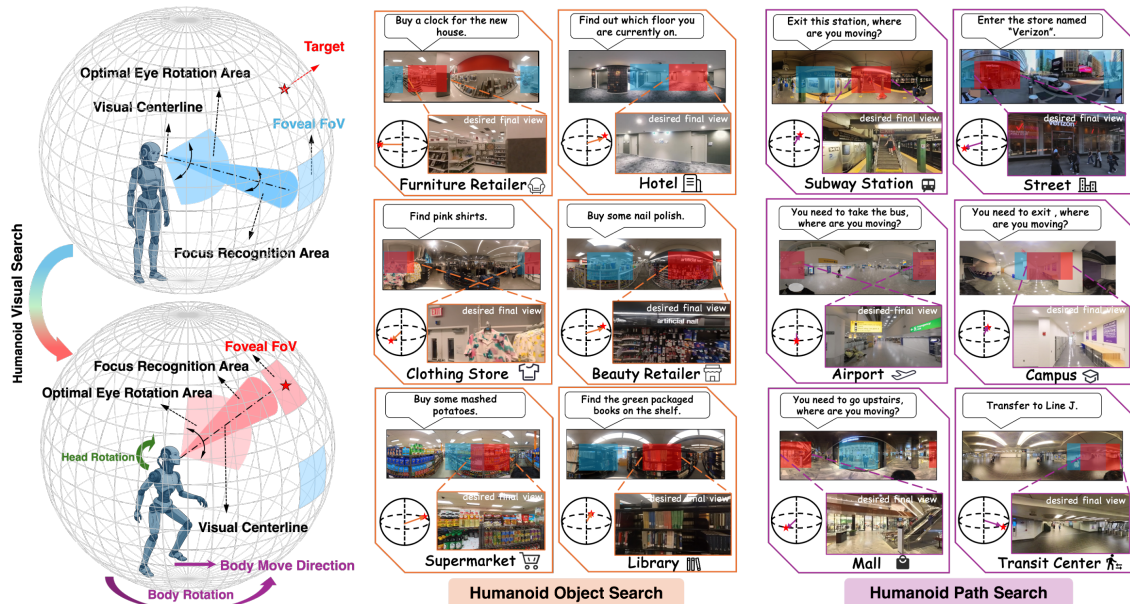 Humanoid Visual Search
Target
Optimal Eye Rotation Area
Visual Centerline
Foveal FoV
Focus Recognition Area
Foveal FoV
Focus Recognition Area
Optimal Eye Rotation Area
Head Rotation
Visual Centerline
Body Move Direction
Body Rotation
Buy a clock for the new
house.
desired final view
Furniture Retailer
Find out which floor you
are currently on.
desired final view
Hotel
Find pink shirts.
desired final view
Clothing Store
Buy some nail polish.
desired final view
artificial nail
Beauty Retailer
Buy some mashed
potatoes.
desired final view
Supermarket
Find the green packaged
books on the shelf.
desired final view
Library
Humanoid Object Search
Exit this station, where
are you moving?
desired final view
Subway Station
Enter the store named
"Verizon".
desired final view
verizon
Street
You need to take the bus,
where are you moving?
desired final view
Airport
You need to exit , where
are you moving?
desired final view
Campus
You need to go upstairs,
where are you moving?
desired final view
Mall
Transfer to Line J.
desired final view
Transit Center
Humanoid Path Search